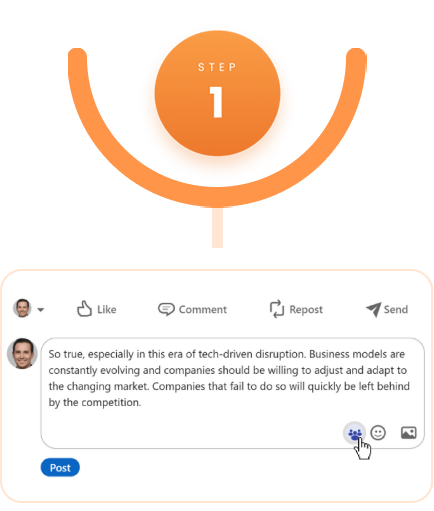 STEP
1
Like Comment Repost Send
So true, especially in this era of tech-driven disruption. Business models are
constantly evolving and companies should be willing to adjust and adapt to
the changing market. Companies that fail to do so will quickly be left behind
by the competition.
Post